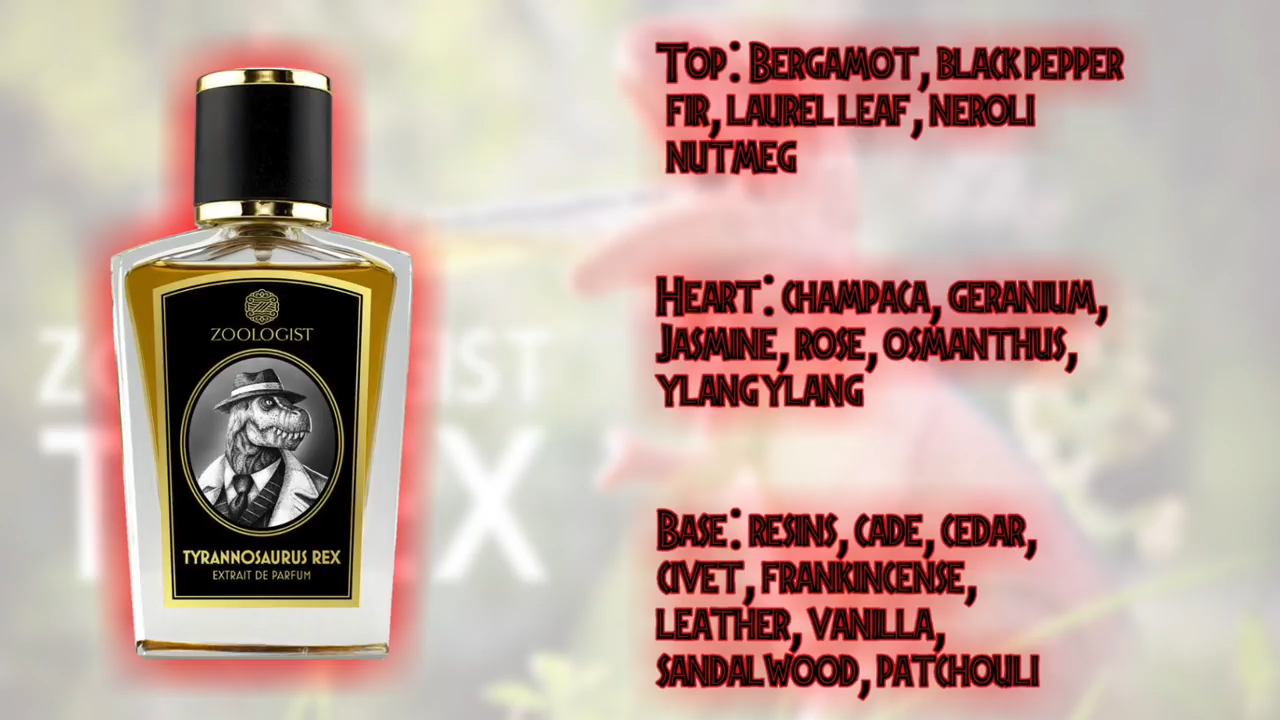 ZOOLOGIST
TYRANNOSAURUS REX
EXTRAIT DE PARFUM
Top: Bergamot, black pepper
fir, laurel leaf, neroli
nutmeg
Heart: champaca, geranium,
Jasmine, rose, osmanthus,
ylang ylang
Base: resins, cade, cedar,
civet, frankincense,
leather, vanilla,
sandalwood, patchouli